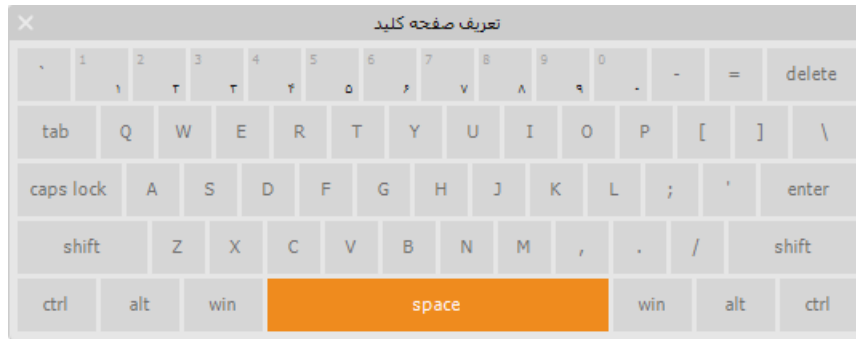 × تعریف صفحه کلید
` 1 ۱ 2 ۲ 3 ۳ 4 ۴ 5 ۵ 6 ۶ 7 ۷ 8 ۸ 9 ۹ 0 ۰ - = delete
tab Q W E R T Y U I O P [ ] \
caps lock A S D F G H J K L ; ' enter
shift Z X C V B N M , . / shift
ctrl alt win space win alt ctrl